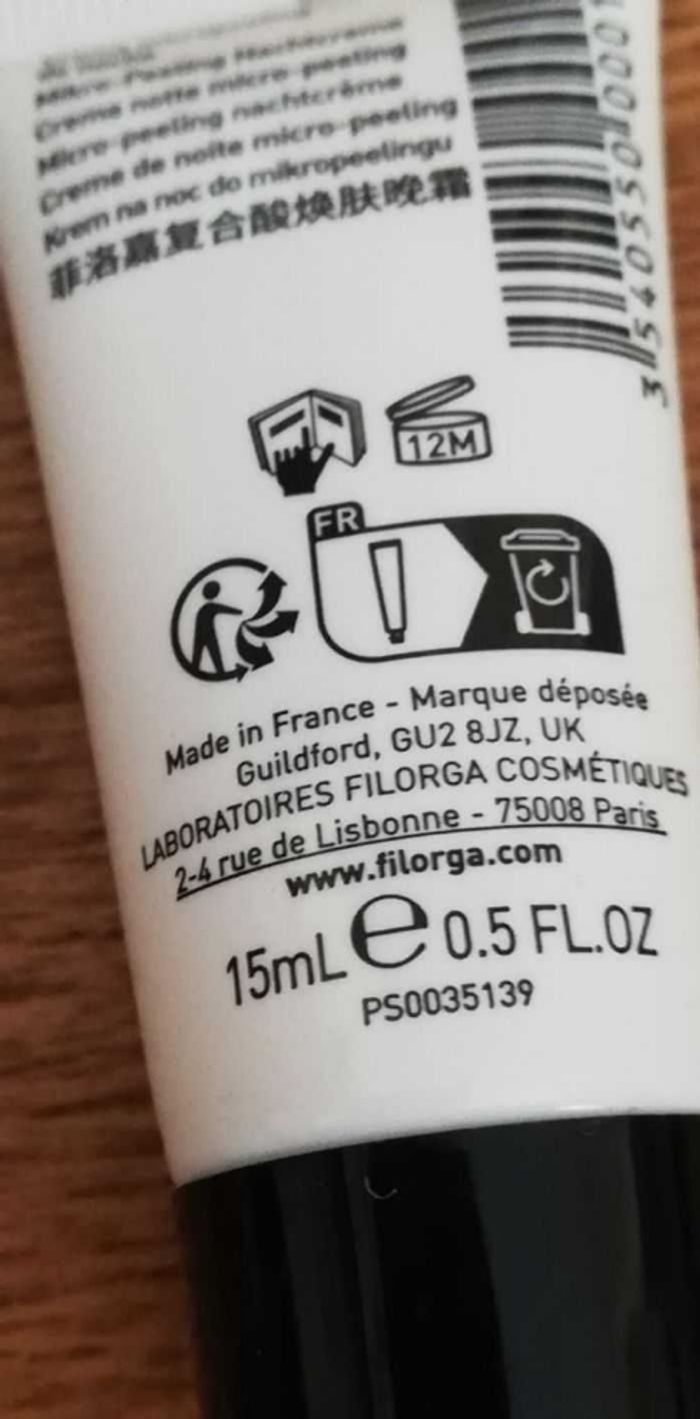 Mikro-Peeling Nachtcreme
Crema notte micro-peeling
Micro-peeling nachtcrème
Creme de noite micro-peeling
Krem na noc do mikropeelingu
菲洛嘉复合酸焕肤晚霜
12M
FR
Made in France - Marque déposée
Guildford, GU2 8JZ, UK
LABORATOIRES FILORGA COSMÉTIQUES
2-4 rue de Lisbonne - 75008 Paris
www.filorga.com
15mL e 0.5 FL.OZ
PS0035139
3 540550 0001